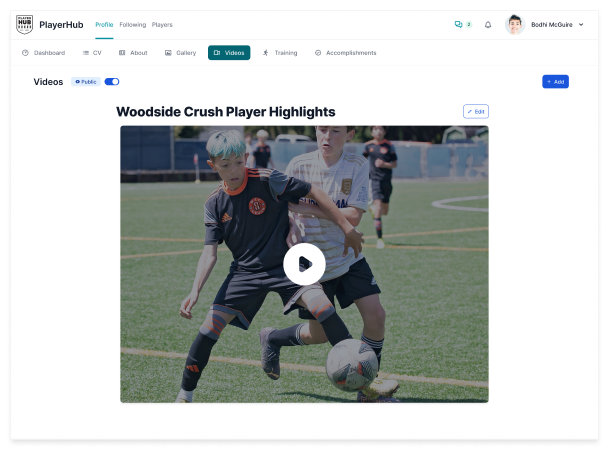 PLAYER
HUB
PlayerHub
Profile Following Players
2
Bodhi McGuire
Dashboard CV About Gallery Videos Training Accomplishments
Videos Public
+ Add
Woodside Crush Player Highlights
Edit